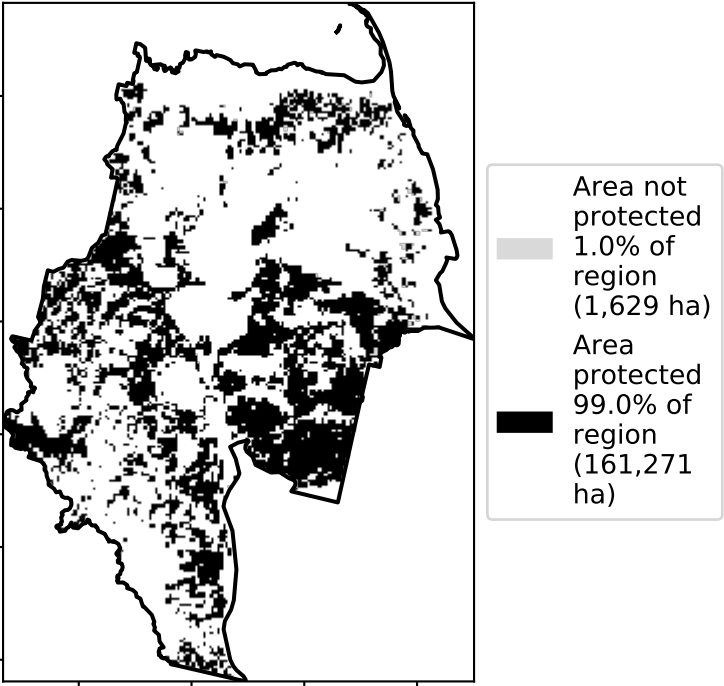 Area not
protected
1.0% of
region
(1,629 ha)
Area
protected
99.0% of
region
(161,271
ha)